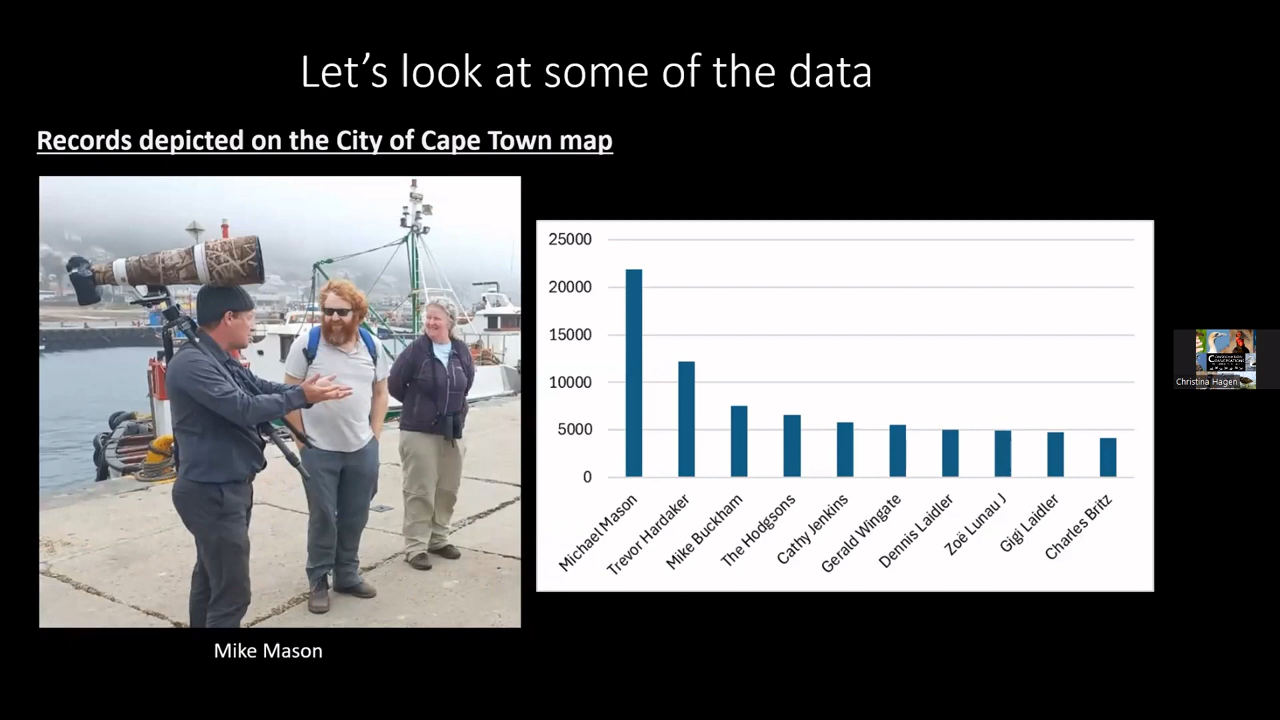 Let's look at some of the data
Records depicted on the City of Cape Town map
25000
20000
15000
10000
5000
0
Michael Mason
Trevor Hardaker
Mike Buckham
The Hodgsons
Cathy Jenkins
Gerald Wingate
Dennis Laidler
Zoë Lunau J
Gigi Laidler
Charles Britz
Mike Mason
Christina Hagen